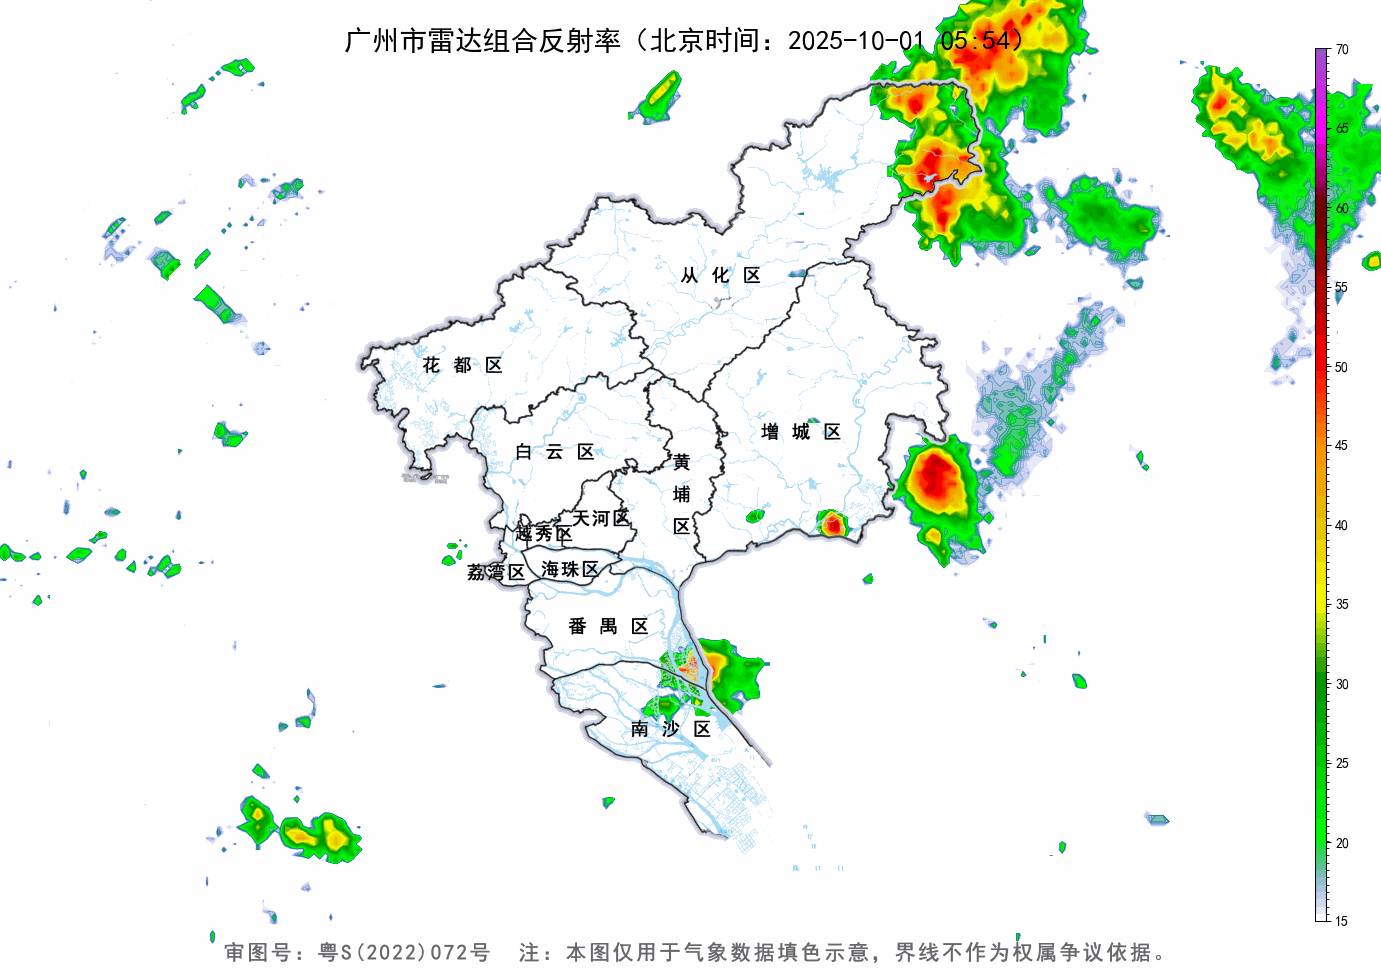 广州市雷达组合反射率（北京时间：2025-10-01 05:54）
70
65
60
55
50
45
40
35
30
25
20
15
从化区
花都区
增城区
白云区
黄埔区
天河区
越秀区
荔湾区
海珠区
番禺区
南沙区
审图号：粤S(2022)072号 注：本图仅用于气象数据填色示意，界线不作为权属争议依据。